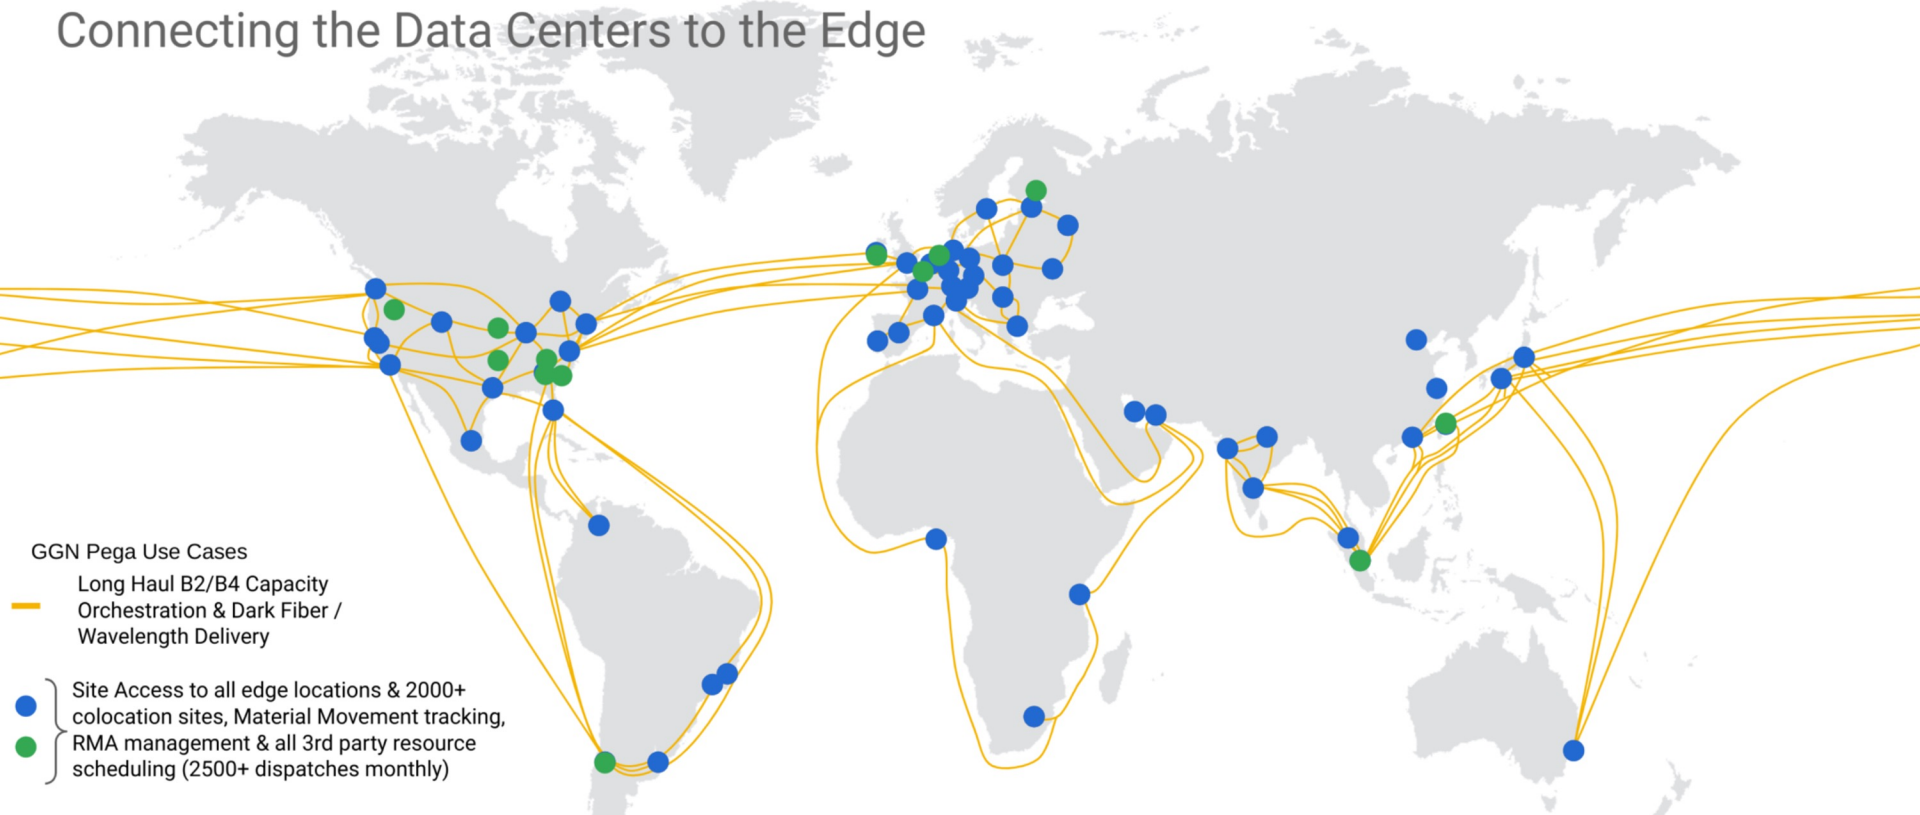 Connecting the Data Centers to the Edge
GGN Pega Use Cases
Long Haul B2/B4 Capacity
Orchestration & Dark Fiber /
Wavelength Delivery
Site Access to all edge locations & 2000+
colocation sites, Material Movement tracking,
RMA management & all 3rd party resource
scheduling (2500+ dispatches monthly)